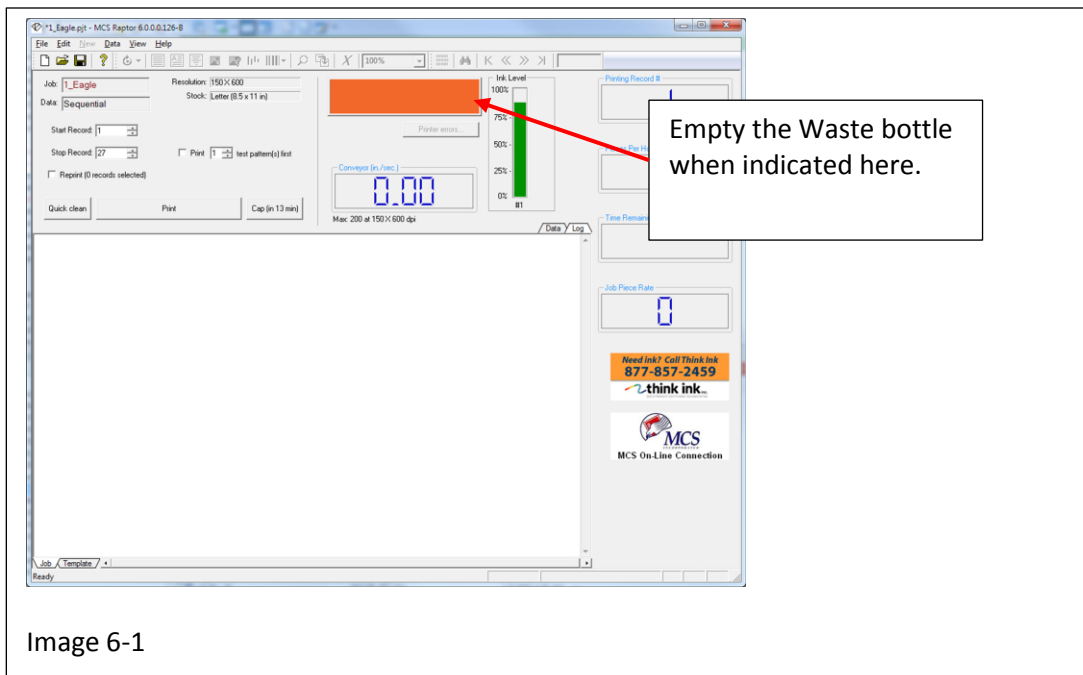 *1_Eagle.pjt - MCS Raptor 6.0.0.0.126-B
File Edit New Data View Help
100%
Job: 1_Eagle
Resolution: 150 X 600
Data: Sequential
Stock: Letter (8.5 x 11 in)
Start Record: 1
Stop Record: 27
Print 1 test pattern(s) first
Reprint (0 records selected)
Quick clean
Print
Cap (in 13 min)
Printer errors...
Conveyor (in./sec.)
0.00
Max: 200 at 150 X 600 dpi
Ink Level
100%
75%
50%
25%
0%
#1
Data Log
Printing Record #
1
Empty the Waste bottle
when indicated here.
Time Remain
Job Piece Rate
0
Need ink? Call Think Ink
877-857-2459
think ink
MCS
INCORPORATED
MCS On-Line Connection
Job Template
Ready
Image 6-1